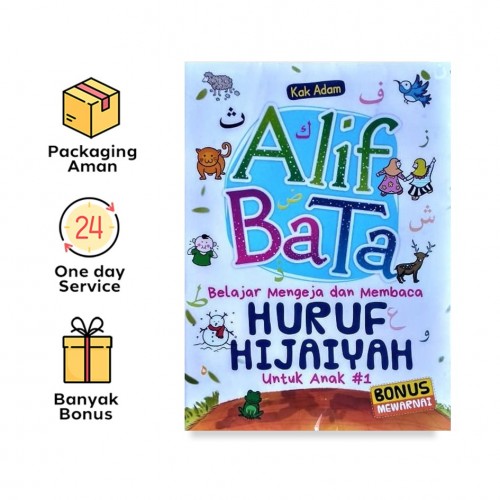 Packaging
Aman
24
One day
Service
Banyak
Bonus
Kak Adam
ف
ث
ك
Alif
ز
ض
BaTa
ش
ل
ط
Belajar Mengeja dan Membaca
HURUF
ع
HIJAIYAH
و
Untuk Anak #1
BONUS
MEWARNAI